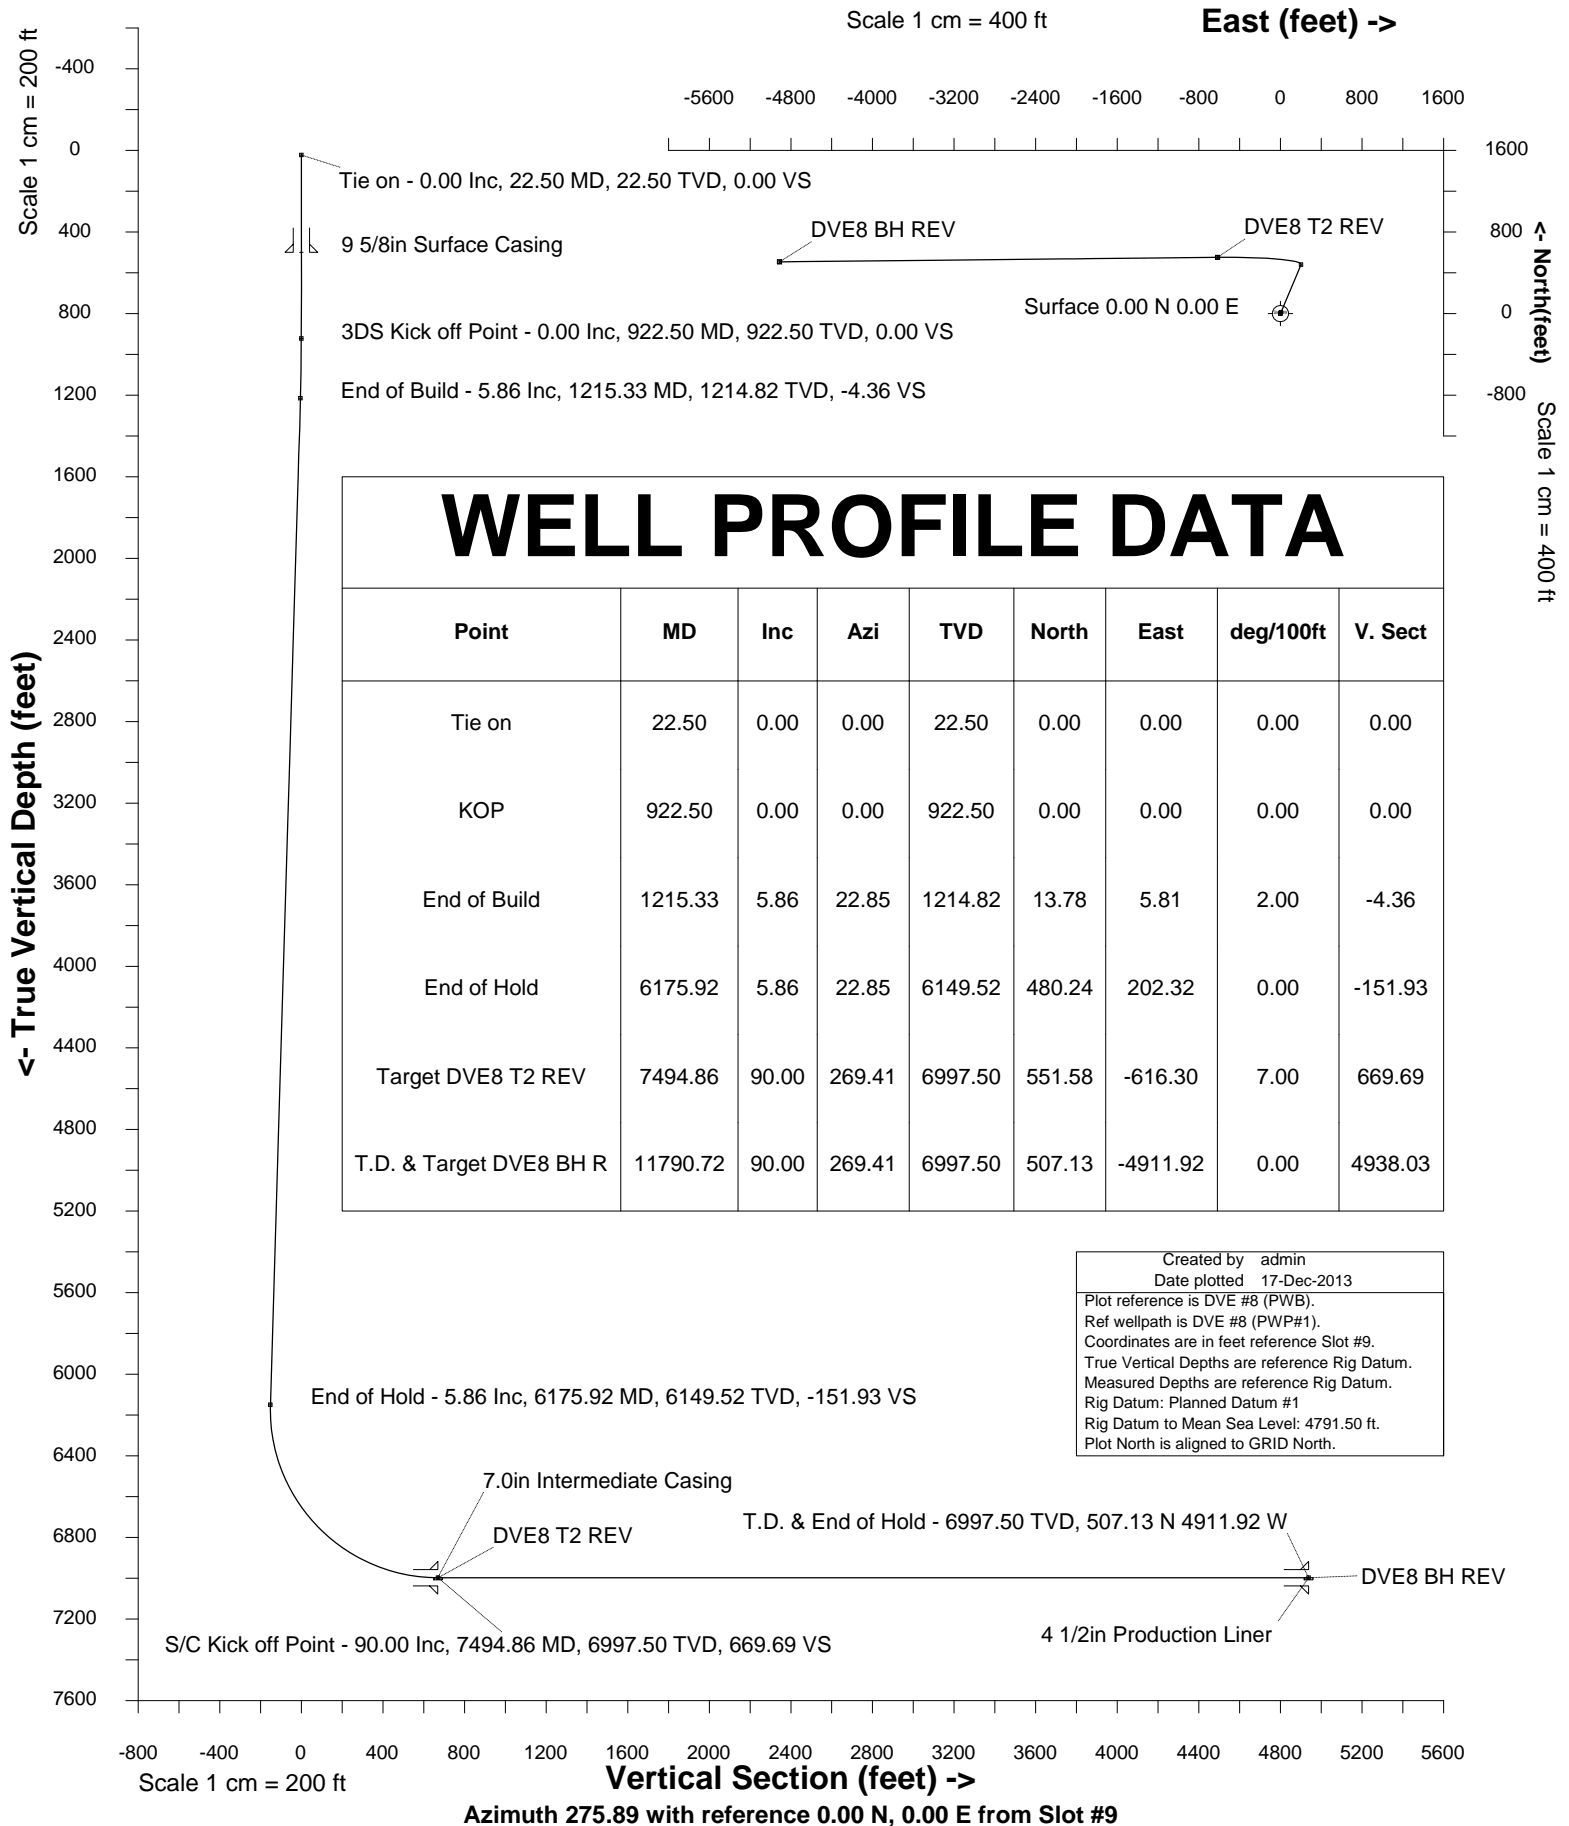 Scale 1 cm = 400 ft
East (feet) ->
Scale 1 cm = 200 ft
-5600 -4800 -4000 -3200 -2400 -1600 -800 0 800 1600
1600
800
0
-800
<- North(feet)
Scale 1 cm = 400 ft
DVE8 BH REV
DVE8 T2 REV
Surface 0.00 N 0.00 E
<- True Vertical Depth (feet)
-400
0
400
800
1200
1600
2000
2400
2800
3200
3600
4000
4400
4800
5200
5600
6000
6400
6800
7200
7600
Tie on - 0.00 Inc, 22.50 MD, 22.50 TVD, 0.00 VS
9 5/8in Surface Casing
3DS Kick off Point - 0.00 Inc, 922.50 MD, 922.50 TVD, 0.00 VS
End of Build - 5.86 Inc, 1215.33 MD, 1214.82 TVD, -4.36 VS
WELL PROFILE DATA
Point MD Inc Azi TVD North East deg/100ft V. Sect
Tie on 22.50 0.00 0.00 22.50 0.00 0.00 0.00 0.00
KOP 922.50 0.00 0.00 922.50 0.00 0.00 0.00 0.00
End of Build 1215.33 5.86 22.85 1214.82 13.78 5.81 2.00 -4.36
End of Hold 6175.92 5.86 22.85 6149.52 480.24 202.32 0.00 -151.93
Target DVE8 T2 REV 7494.86 90.00 269.41 6997.50 551.58 -616.30 7.00 669.69
T.D. & Target DVE8 BH R 11790.72 90.00 269.41 6997.50 507.13 -4911.92 0.00 4938.03
Created by admin
Date plotted 17-Dec-2013
Plot reference is DVE #8 (PWB).
Ref wellpath is DVE #8 (PWP#1).
Coordinates are in feet reference Slot #9.
True Vertical Depths are reference Rig Datum.
Measured Depths are reference Rig Datum.
Rig Datum: Planned Datum #1
Rig Datum to Mean Sea Level: 4791.50 ft.
Plot North is aligned to GRID North.
End of Hold - 5.86 Inc, 6175.92 MD, 6149.52 TVD, -151.93 VS
7.0in Intermediate Casing
T.D. & End of Hold - 6997.50 TVD, 507.13 N 4911.92 W
DVE8 T2 REV
DVE8 BH REV
S/C Kick off Point - 90.00 Inc, 7494.86 MD, 6997.50 TVD, 669.69 VS
4 1/2in Production Liner
-800 -400 0 400 800 1200 1600 2000 2400 2800 3200 3600 4000 4400 4800 5200 5600
Scale 1 cm = 200 ft
Vertical Section (feet) ->
Azimuth 275.89 with reference 0.00 N, 0.00 E from Slot #9